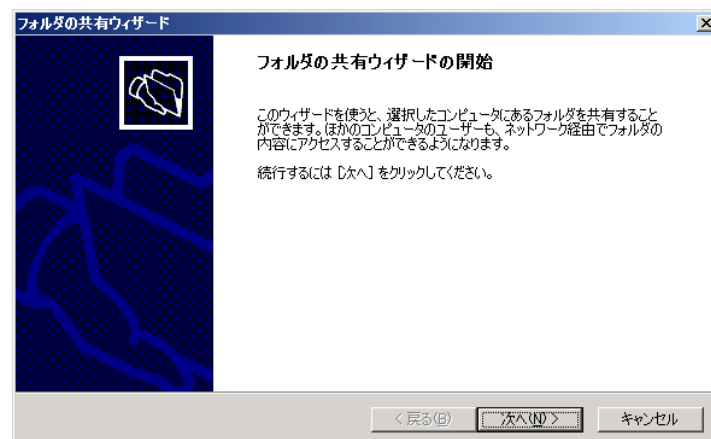 フォルダの共有ウィザード
フォルダの共有ウィザードの開始
このウィザードを使うと、選択したコンピュータにあるフォルダを共有すること
ができます。ほかのコンピュータのユーザーも、ネットワーク経由でフォルダの
内容にアクセスすることができるようになります。
続行するには [次へ] をクリックしてください。
< 戻る(B)
次へ(N) >
キャンセル